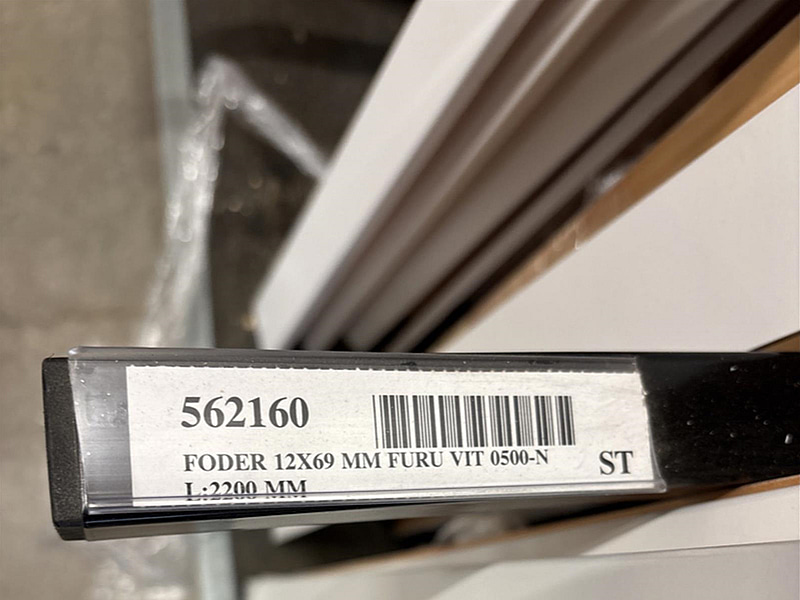 562160
FODER 12X69 MM FURU VIT 0500-N
ST
L:2200 MM